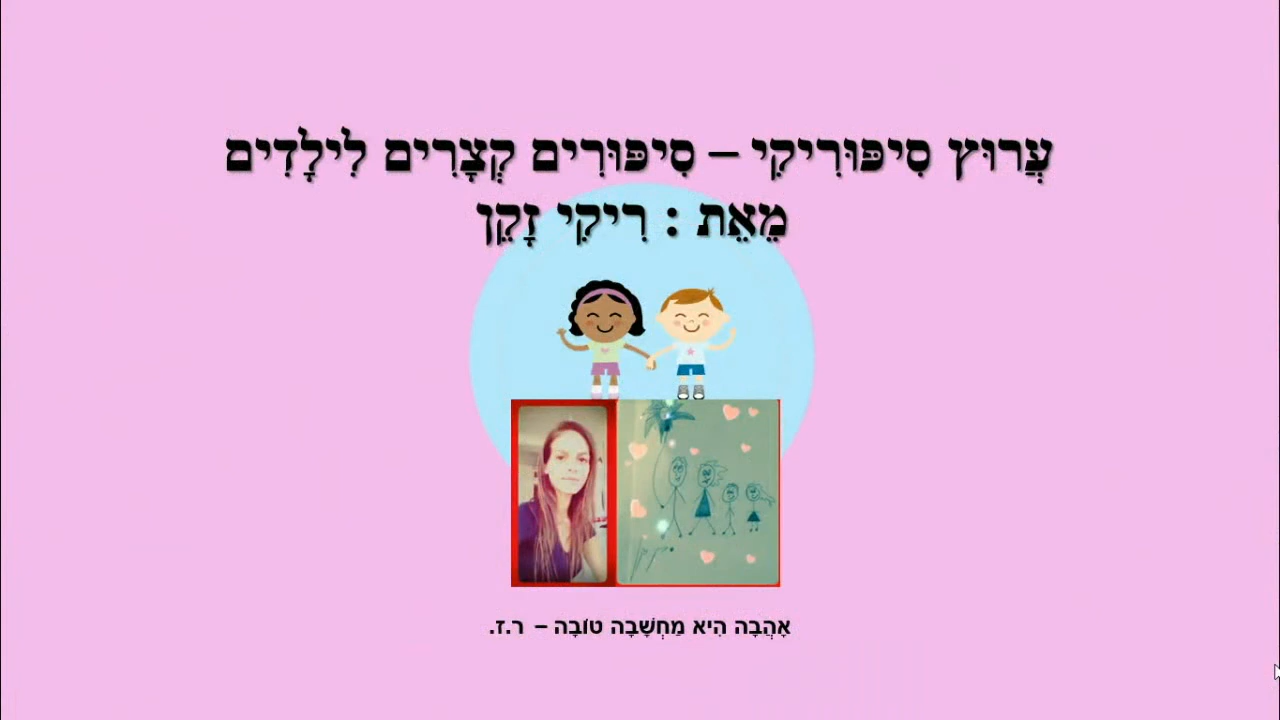 עֲרוּץ סִיפּוּרִיקִי – סִיפּוּרִים קְצָרִים לִילָדִים
מֵאֵת : רִיקִי זָקֵן
אָהֲבָה הִיא מַחְשָׁבָה טוֹבָה – ר.ז.